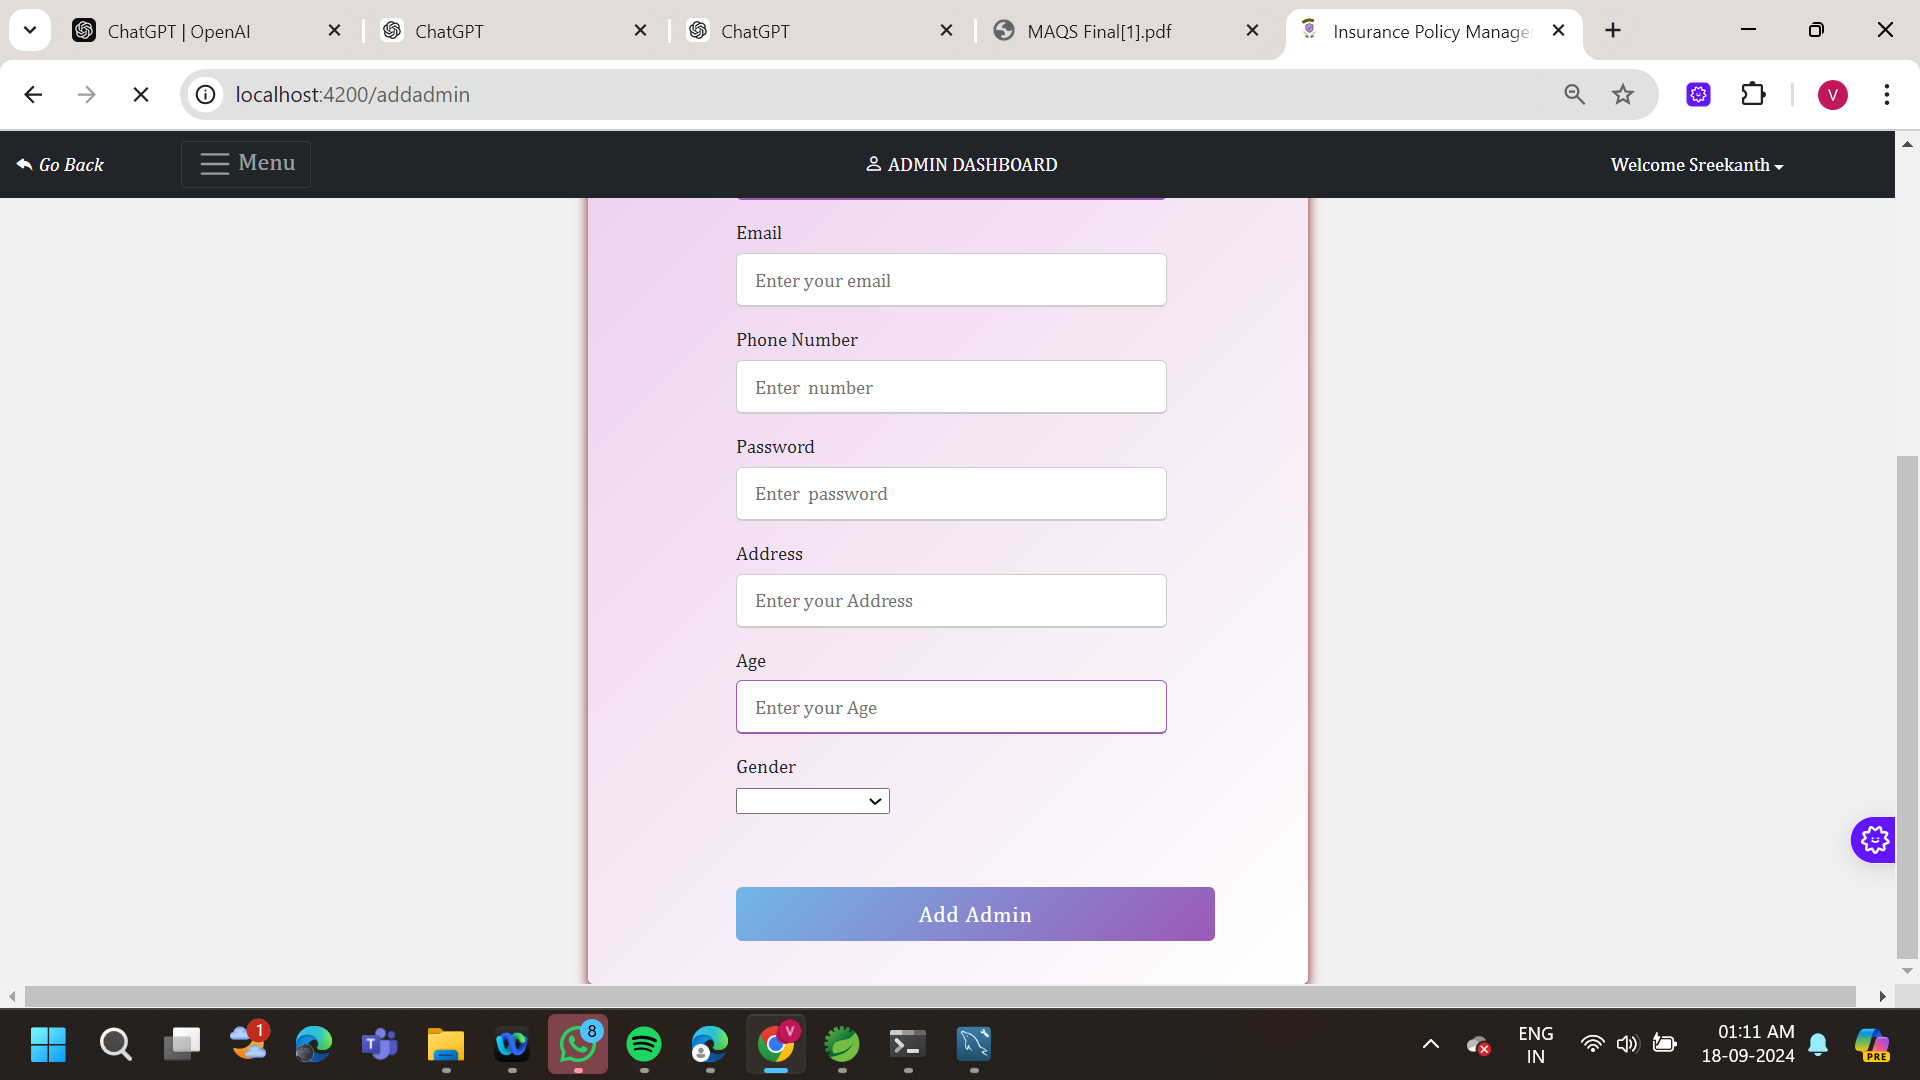 ChatGPT | OpenAI
ChatGPT
ChatGPT
MAQS Final[1].pdf
Insurance Policy Manage
localhost:4200/addadmin
V
Go Back
Menu
ADMIN DASHBOARD
Welcome Sreekanth
Email
Enter your email
Phone Number
Enter  number
Password
Enter  password
Address
Enter your Address
Age
Enter your Age
Gender
Add Admin
1
8
V
ENG
IN
01:11 AM
18-09-2024
PRE